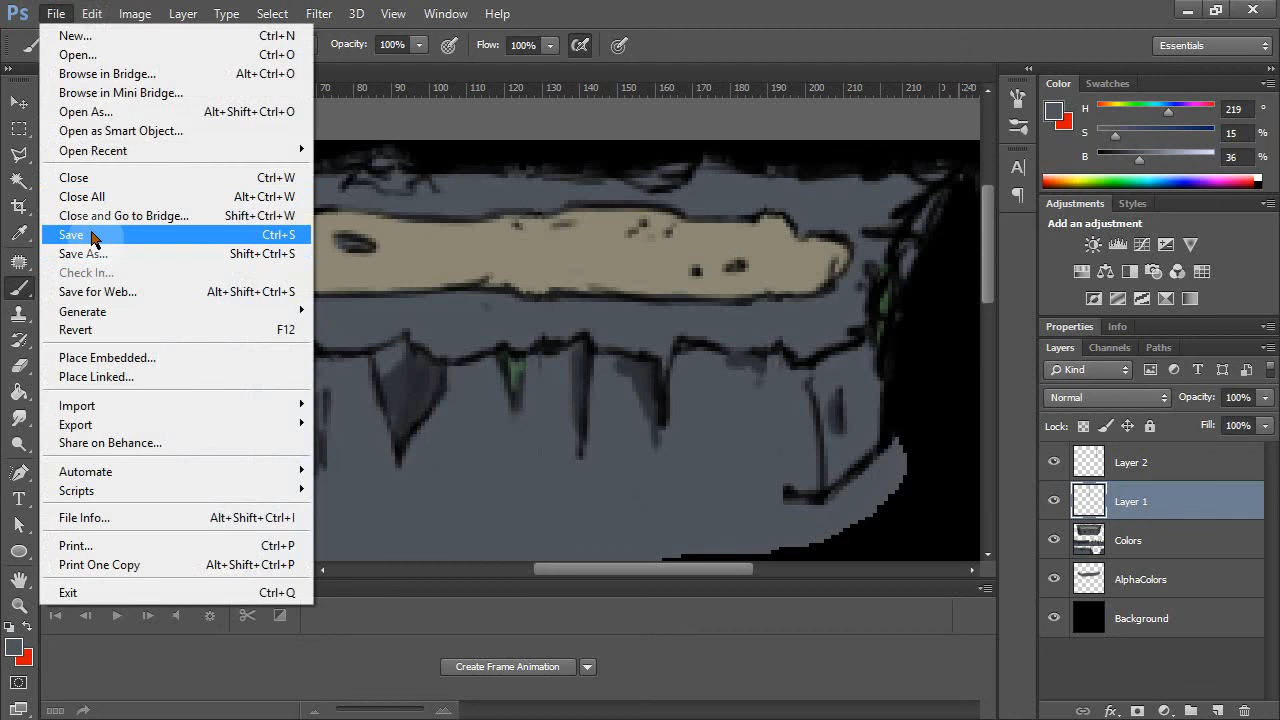 Ps File Edit Image Layer Type Select Filter 3D View Window Help
Opacity: 100% Flow: 100% Essentials
New... Ctrl+N
Open... Ctrl+O
Browse in Bridge... Alt+Ctrl+O
Browse in Mini Bridge...
Open As... Alt+Shift+Ctrl+O
Open as Smart Object...
Open Recent
Close Ctrl+W
Close All Alt+Ctrl+W
Close and Go to Bridge... Shift+Ctrl+W
Save Ctrl+S
Save As... Shift+Ctrl+S
Check In...
Save for Web... Alt+Shift+Ctrl+S
Generate
Revert F12
Place Embedded...
Place Linked...
Import
Export
Share on Behance...
Automate
Scripts
File Info... Alt+Shift+Ctrl+I
Print... Ctrl+P
Print One Copy Alt+Shift+Ctrl+P
Exit Ctrl+Q
70 80 90 100 110 120 130 140 150 160 170 180 190 200 210 240
Create Frame Animation
Color Swatches
H 219 °
S 15 %
B 36 %
Adjustments Styles
Add an adjustment
Properties Info
Layers Channels Paths
Kind
Normal Opacity: 100%
Lock: Fill: 100%
Layer 2
Layer 1
Colors
AlphaColors
Background